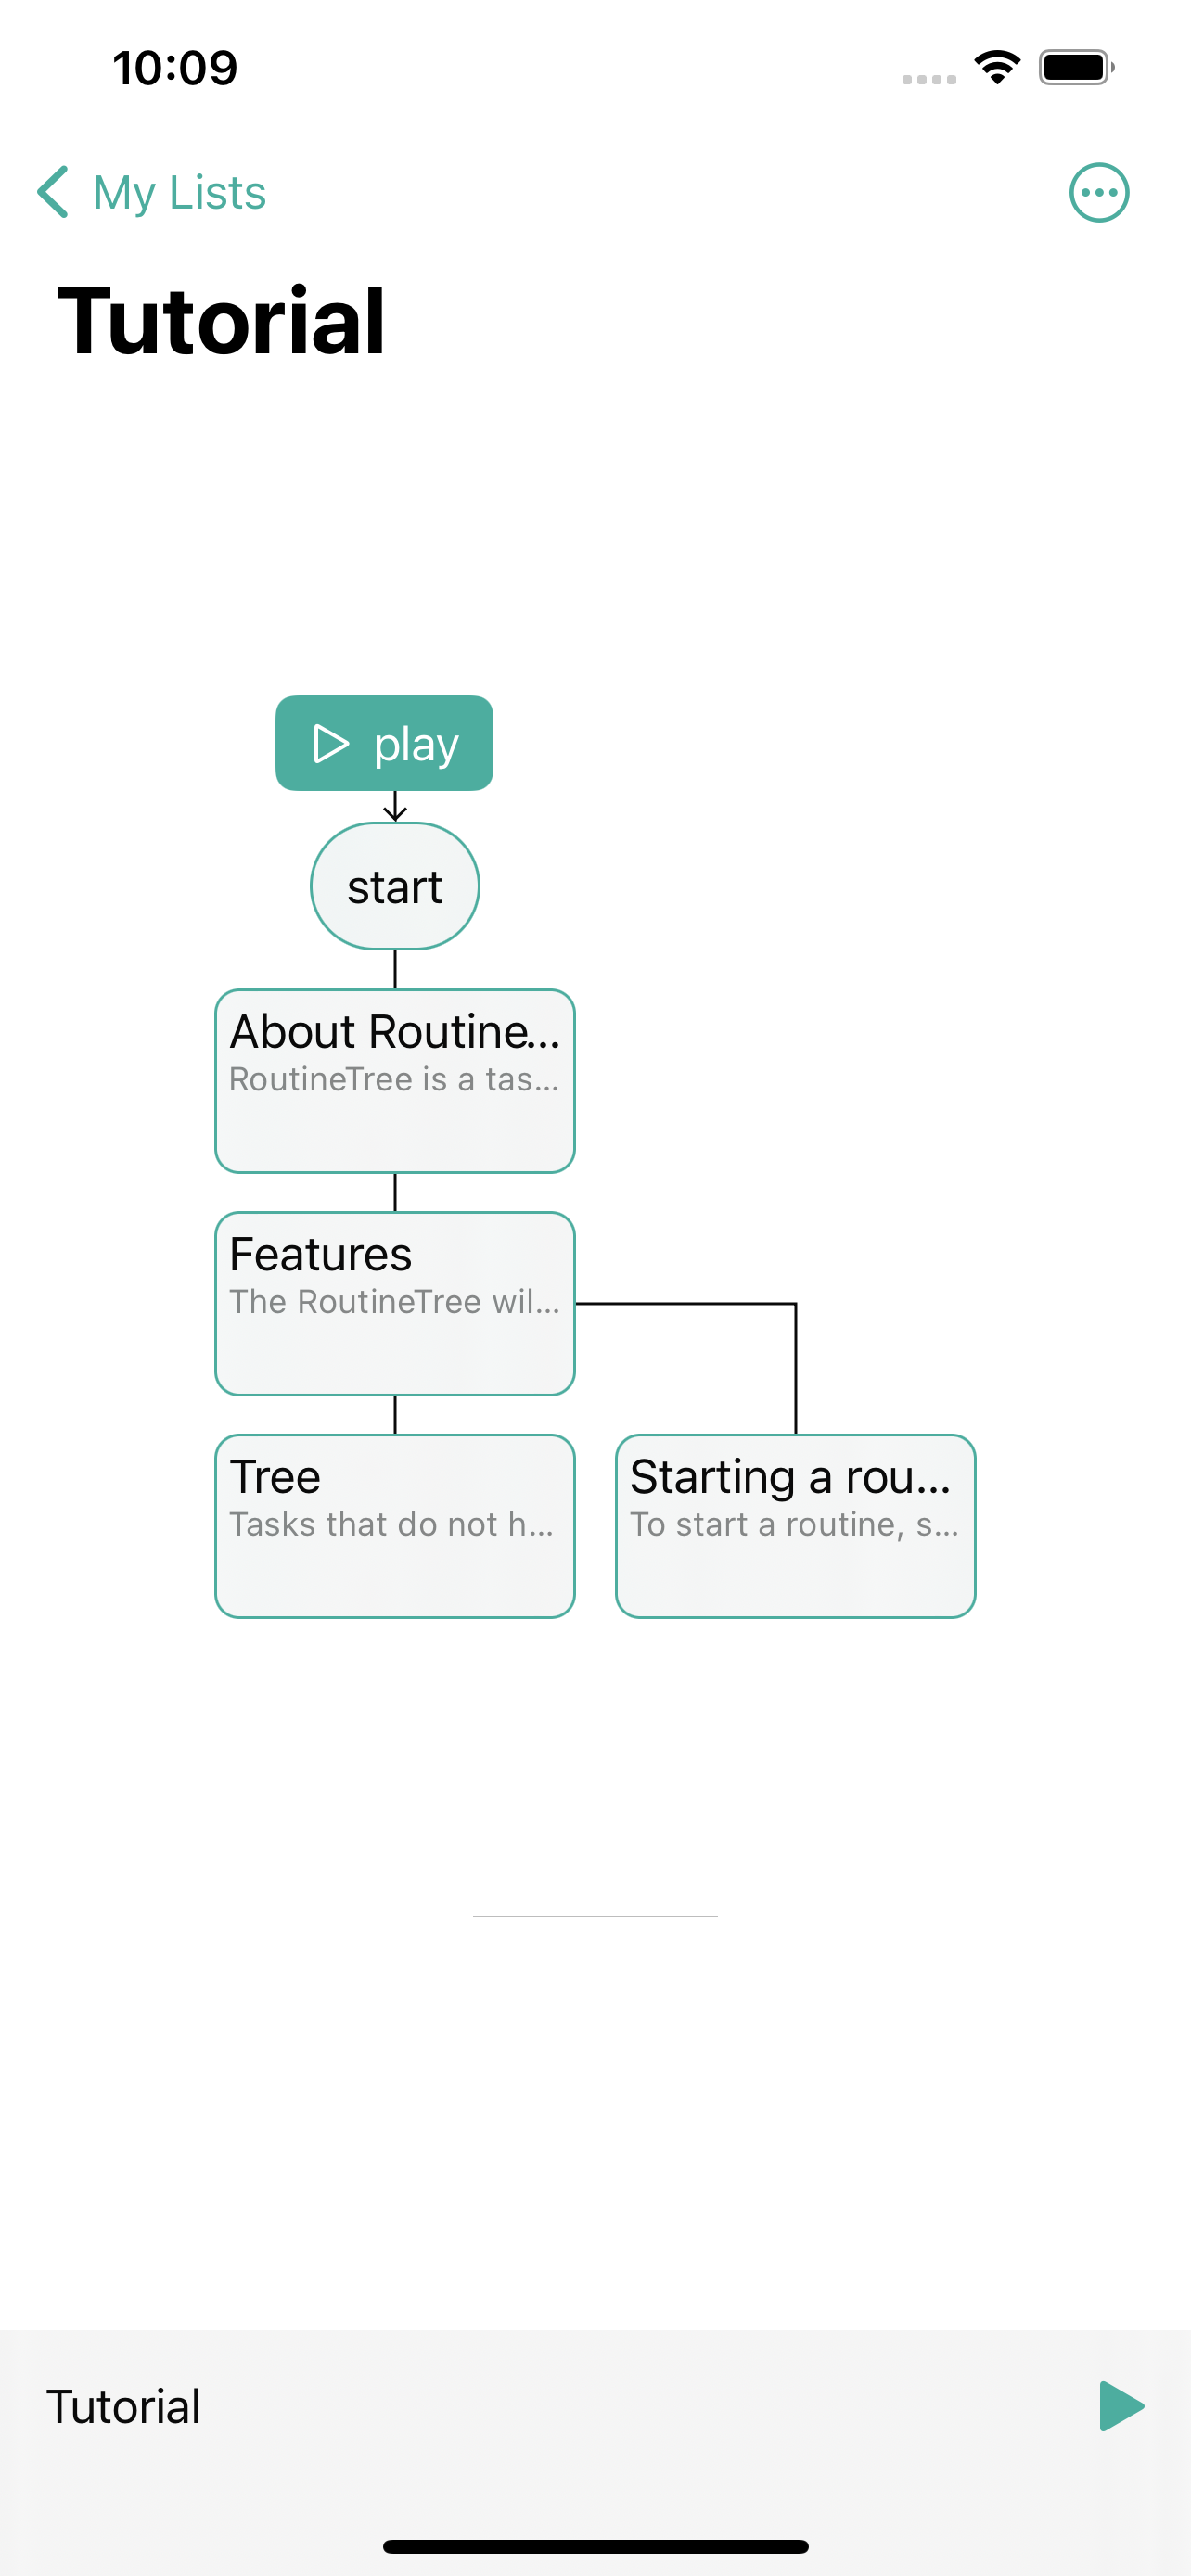 10:09
My Lists
Tutorial
play
start
About Routine...
RoutineTree is a tas...
Features
The RoutineTree wil...
Tree
Tasks that do not h...
Starting a rou...
To start a routine, s...
Tutorial